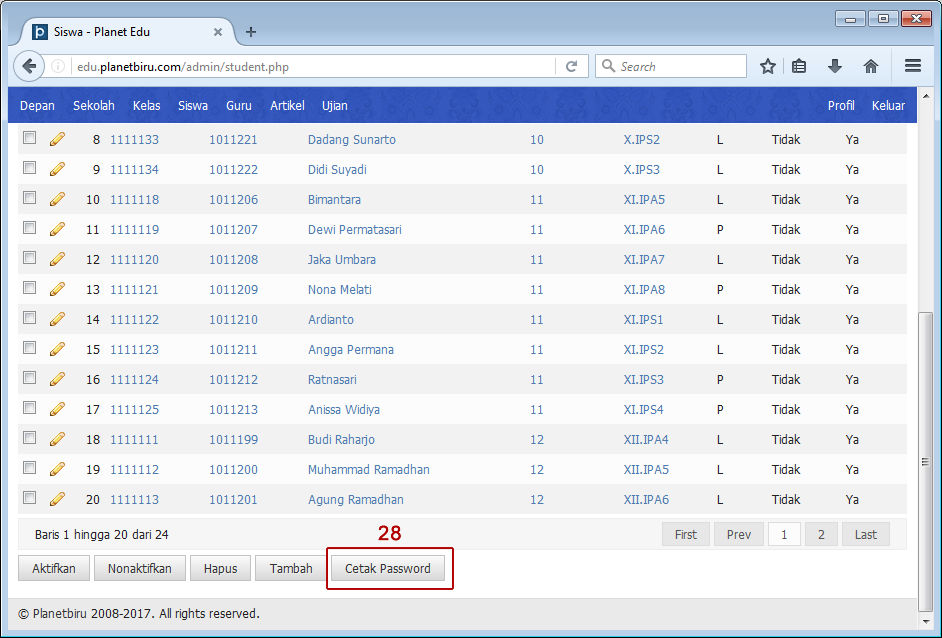 Siswa - Planet Edu
edu.planetbiru.com/admin/student.php
Search
Depan Sekolah Kelas Siswa Guru Artikel Ujian Profil Keluar
8 1111133 1011221 Dadang Sunarto 10 X.IPS2 L Tidak Ya
9 1111134 1011222 Didi Suyadi 10 X.IPS3 L Tidak Ya
10 1111118 1011206 Bimantara 11 XI.IPA5 L Tidak Ya
11 1111119 1011207 Dewi Permatasari 11 XI.IPA6 P Tidak Ya
12 1111120 1011208 Jaka Umbara 11 XI.IPA7 L Tidak Ya
13 1111121 1011209 Nona Melati 11 XI.IPA8 P Tidak Ya
14 1111122 1011210 Ardianto 11 XI.IPS1 L Tidak Ya
15 1111123 1011211 Angga Permana 11 XI.IPS2 L Tidak Ya
16 1111124 1011212 Ratnasari 11 XI.IPS3 P Tidak Ya
17 1111125 1011213 Anissa Widiya 11 XI.IPS4 P Tidak Ya
18 1111111 1011199 Budi Raharjo 12 XII.IPA4 L Tidak Ya
19 1111112 1011200 Muhammad Ramadhan 12 XII.IPA5 L Tidak Ya
20 1111113 1011201 Agung Ramadhan 12 XII.IPA6 L Tidak Ya
Baris 1 hingga 20 dari 24 28 First Prev 1 2 Last
Aktifkan Nonaktifkan Hapus Tambah Cetak Password
© Planetbiru 2008-2017. All rights reserved.